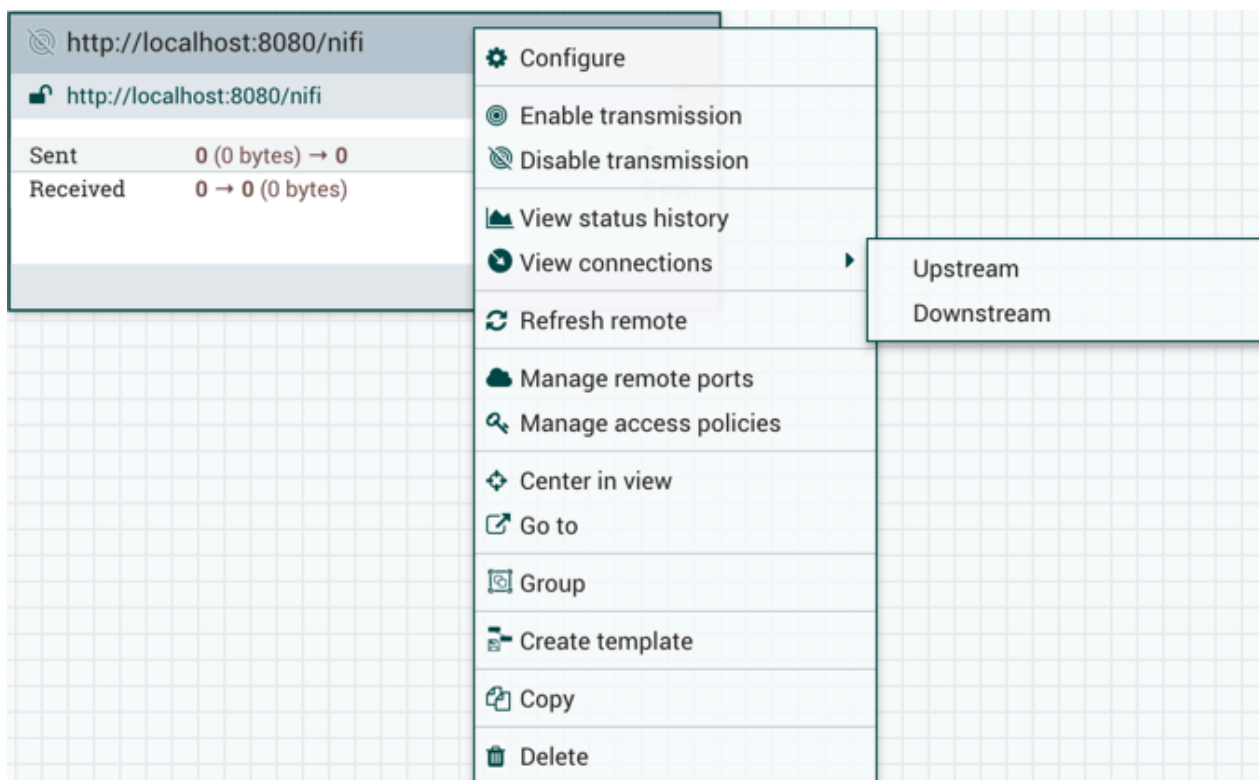 http://localhost:8080/nifi
http://localhost:8080/nifi
Sent 0 (0 bytes) → 0
Received 0 → 0 (0 bytes) 5 min
Configure
Enable transmission
Disable transmission
View status history
View connections
Upstream
Downstream
Refresh remote
Manage remote ports
Manage access policies
Center in view
Go to
Group
Create template
Copy
Delete